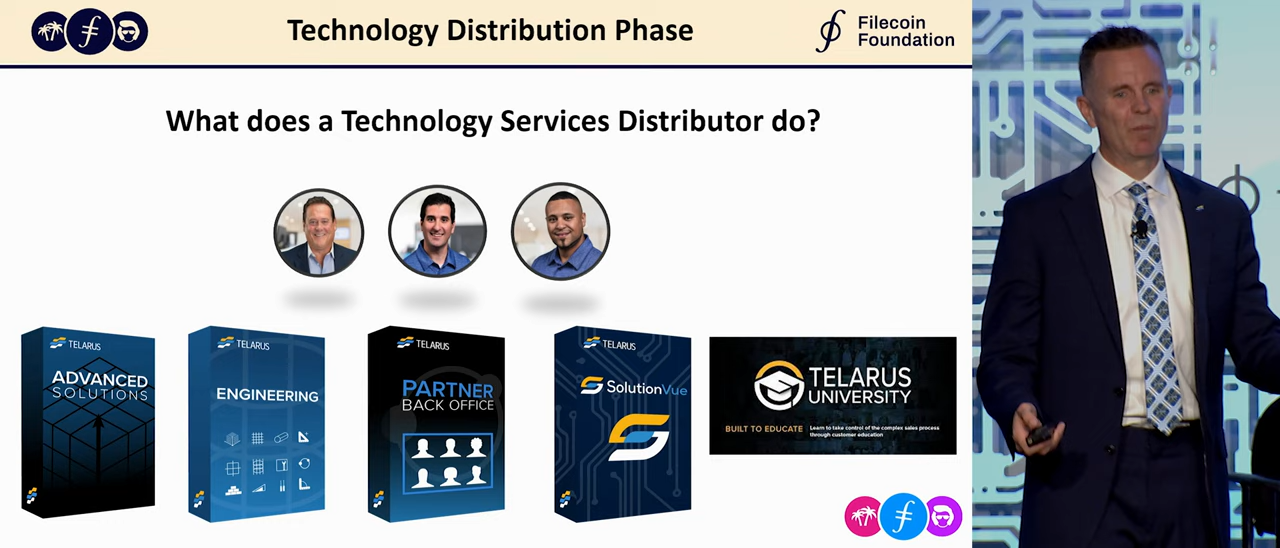 Technology Distribution Phase
Filecoin
Foundation
What does a Technology Services Distributor do?
TELARUS
ADVANCED
SOLUTIONS
TELARUS
ENGINEERING
TELARUS
PARTNER
BACK OFFICE
TELARUS
SolutionVue
TELARUS
UNIVERSITY
BUILT TO EDUCATE
Learn to take control of the complex sales process
through customer education